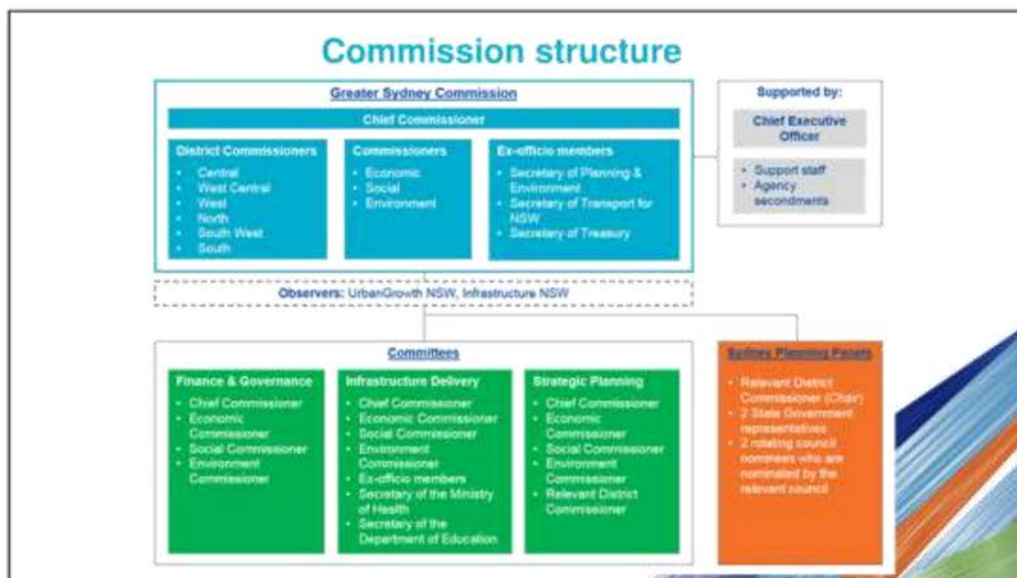 Commission structure
Greater Sydney Commission
Chief Commissioner
District Commissioners
• Central
• West Central
• West
• North
• South West
• South
Commissioners
• Economic
• Social
• Environment
Ex-officio members
• Secretary of Planning &
Environment
• Secretary of Transport for
NSW
• Secretary of Treasury
Supported by:
Chief Executive
Officer
• Support staff
• Agency
secondments
Observers: UrbanGrowth NSW, Infrastructure NSW
Committees
Finance & Governance
• Chief Commissioner
• Economic
Commissioner
• Social Commissioner
• Environment
Commissioner
Infrastructure Delivery
• Chief Commissioner
• Economic Commissioner
• Social Commissioner
• Environment
Commissioner
• Ex-officio members
• Secretary of the Ministry
of Health
• Secretary of the
Department of Education
Strategic Planning
• Chief Commissioner
• Economic
Commissioner
• Social Commissioner
• Environment
Commissioner
• Relevant District
Commissioner
Sydney Planning Panels
• Relevant District
Commissioner (Chair)
• 2 State Government
representatives
• 2 rotating council
nominees who are
nominated by the
relevant council